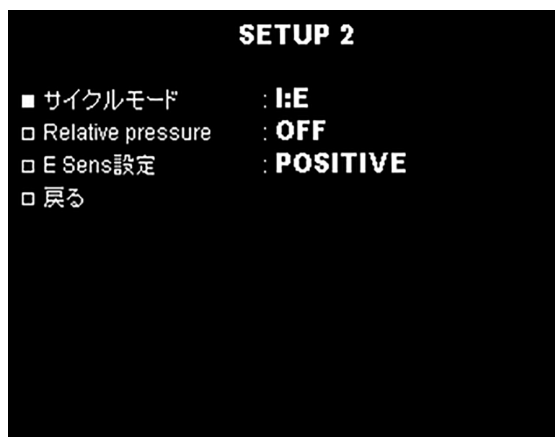 SETUP 2
サイクルモード : I:E
Relative pressure : OFF
E Sens設定 : POSITIVE
戻る